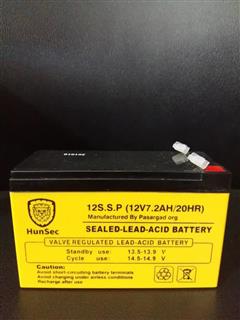 12S.S.P (12V7.2AH/20HR)
Manufactured By Pasargad org
HunSec
SEALED-LEAD-ACID BATTERY
VALVE REGULATED LEAD-ACID BATTERY
Standby use: 13.5-13.9 V
Cycle use: 14.5-14.9 V
Caution:
Avoid short-circuiting battery terminals
Avoid charging under airless conditions
Recycle after use